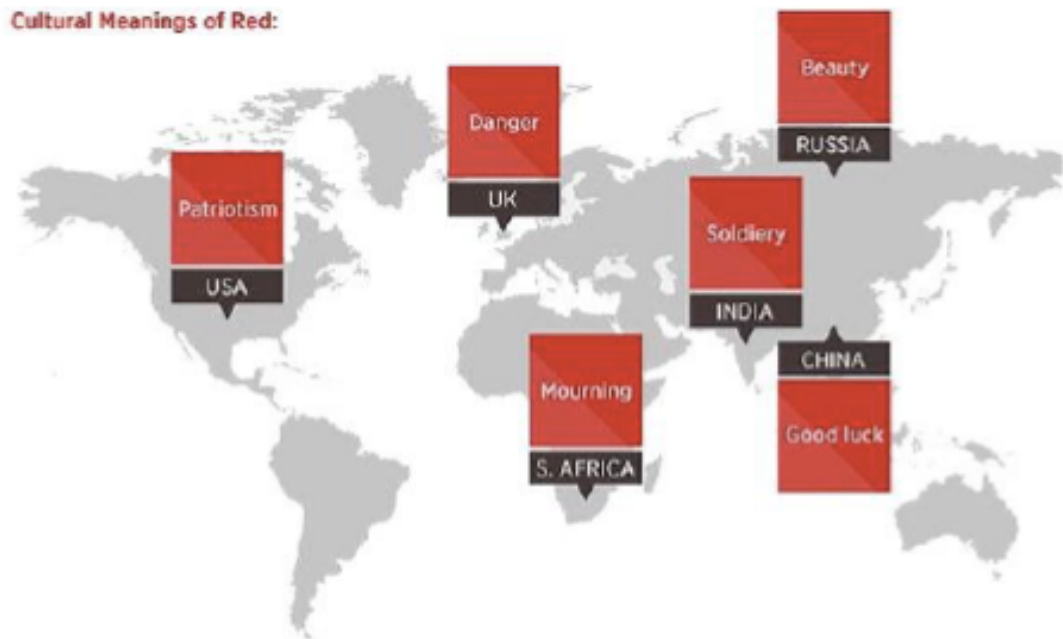 Cultural Meanings of Red:
Beauty
RUSSIA
Danger
UK
Patriotism
USA
Soldiery
INDIA
Mourning
S. AFRICA
CHINA
Good luck